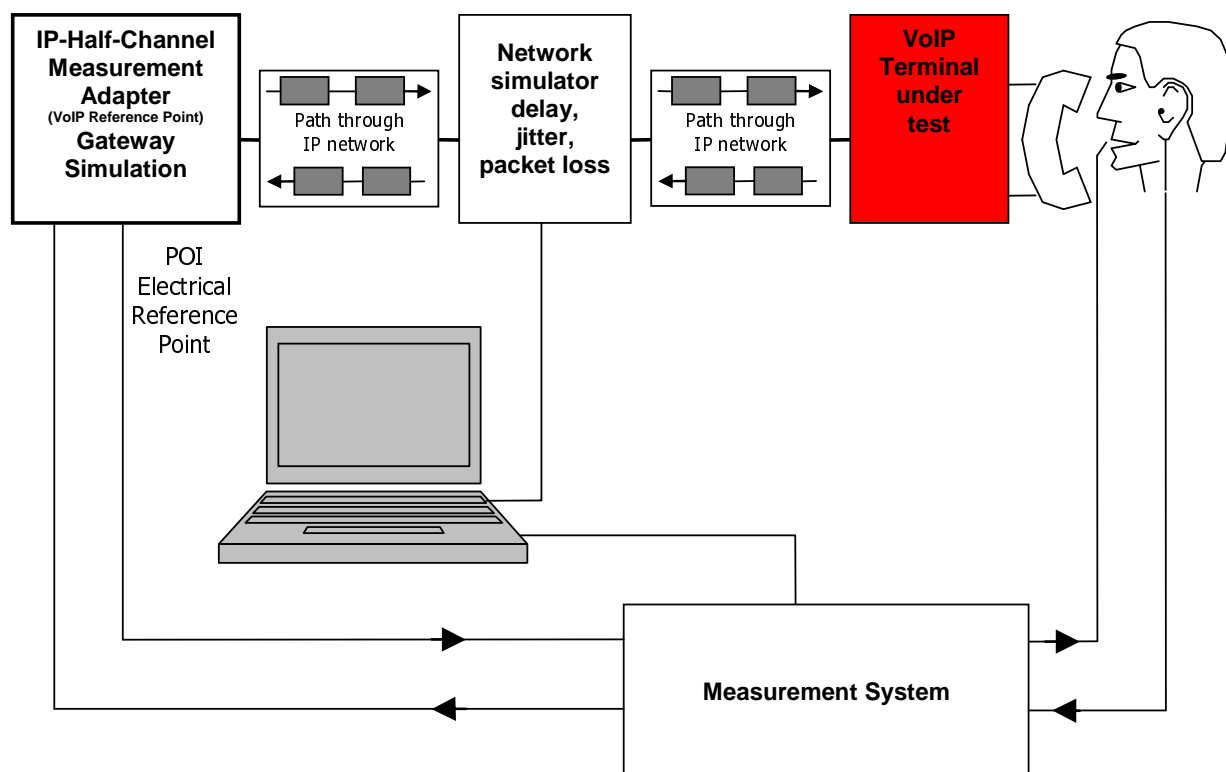 IP-Half-Channel
Measurement
Adapter
(VoIP Reference Point)
Gateway
Simulation
Path through
IP network
Network
simulator
delay,
jitter,
packet loss
Path through
IP network
VoIP
Terminal
under
test
POI
Electrical
Reference
Point
Measurement System